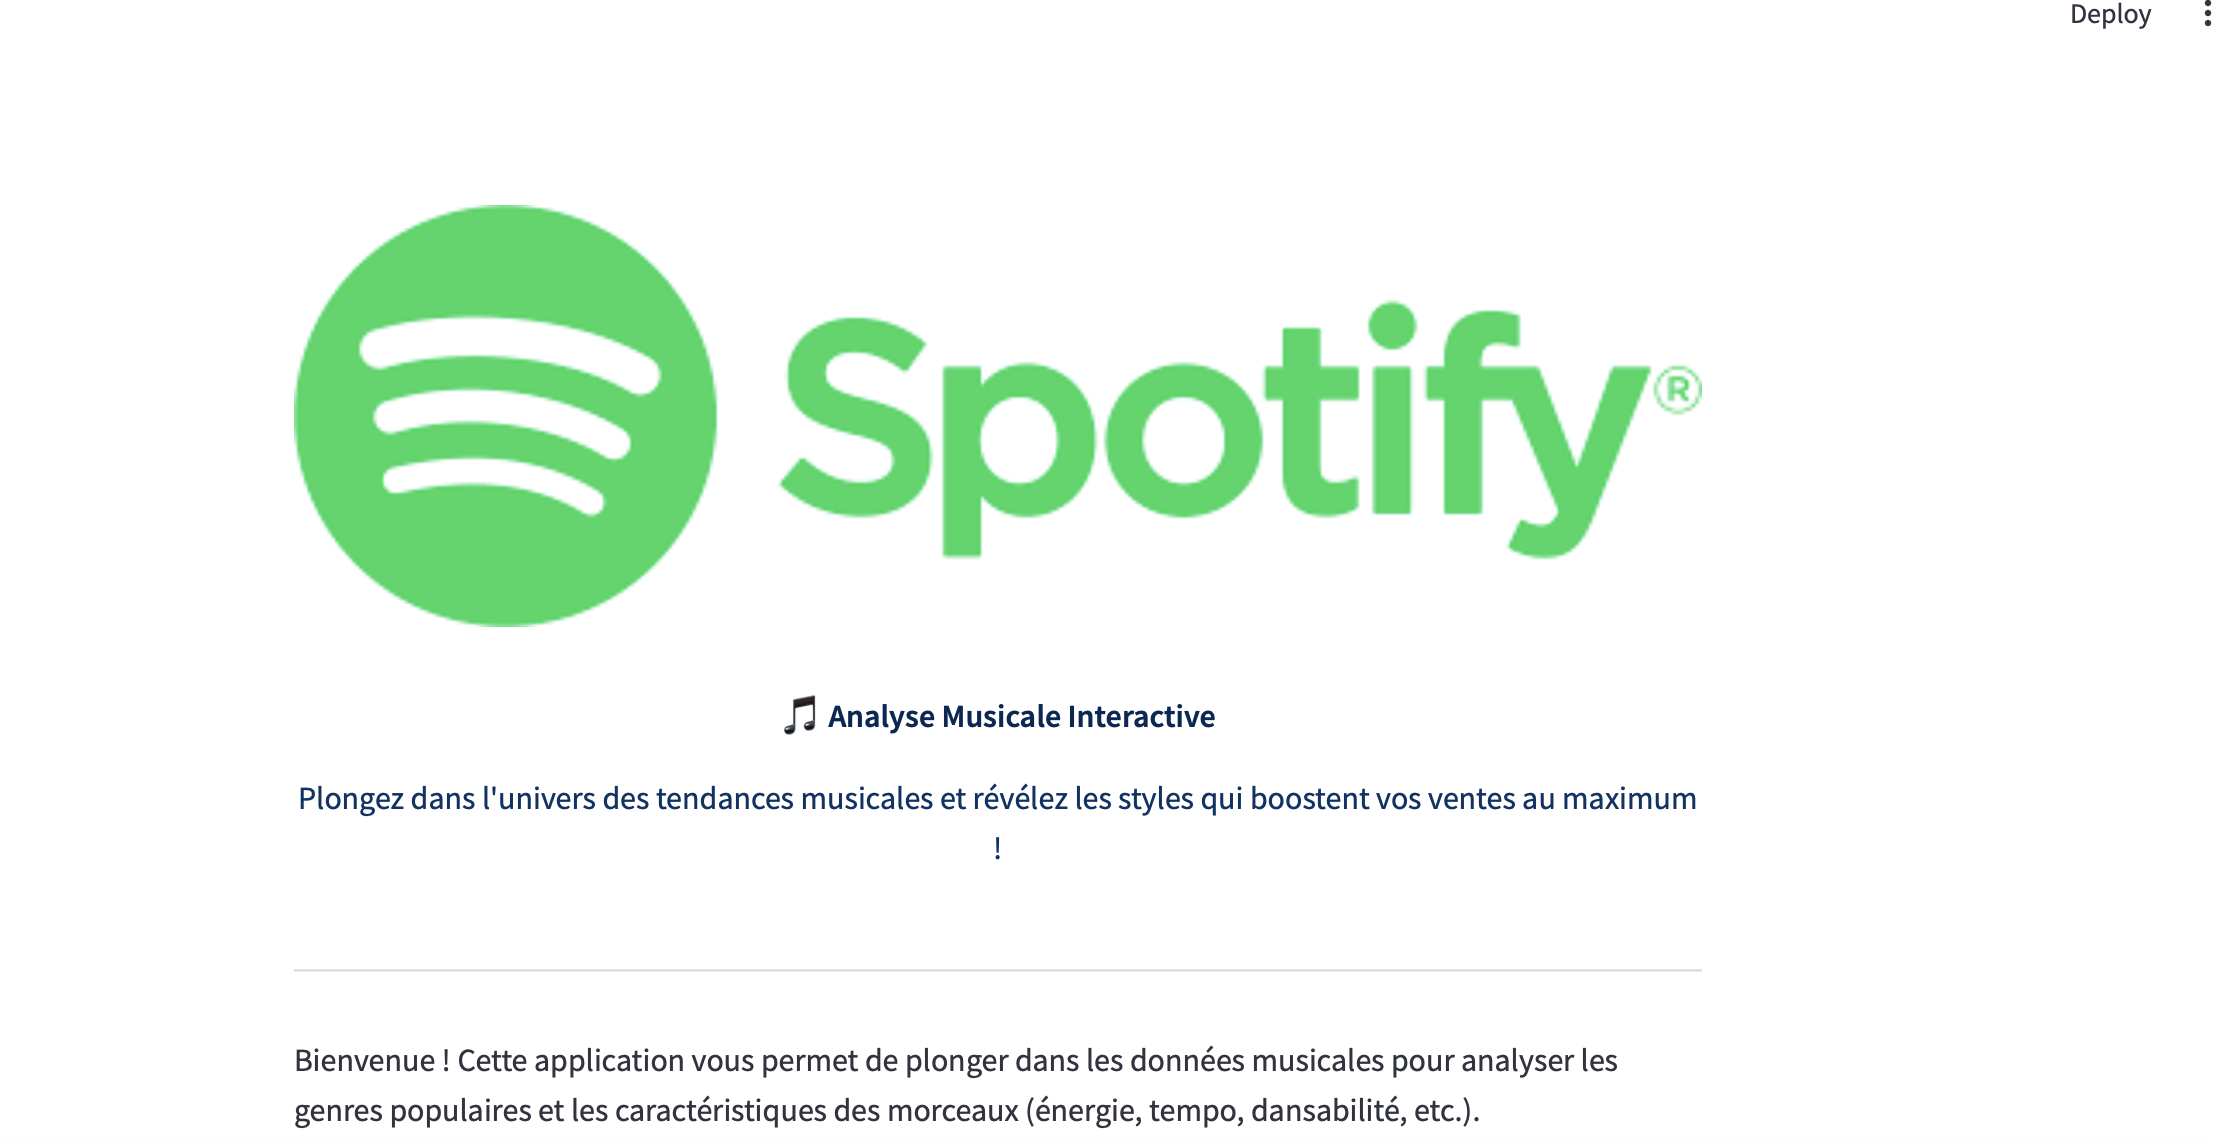 Deploy
Spotify®
🎵 Analyse Musicale Interactive
Plongez dans l'univers des tendances musicales et révélez les styles qui boostent vos ventes au maximum
!
Bienvenue ! Cette application vous permet de plonger dans les données musicales pour analyser les
genres populaires et les caractéristiques des morceaux (énergie, tempo, dansabilité, etc.).